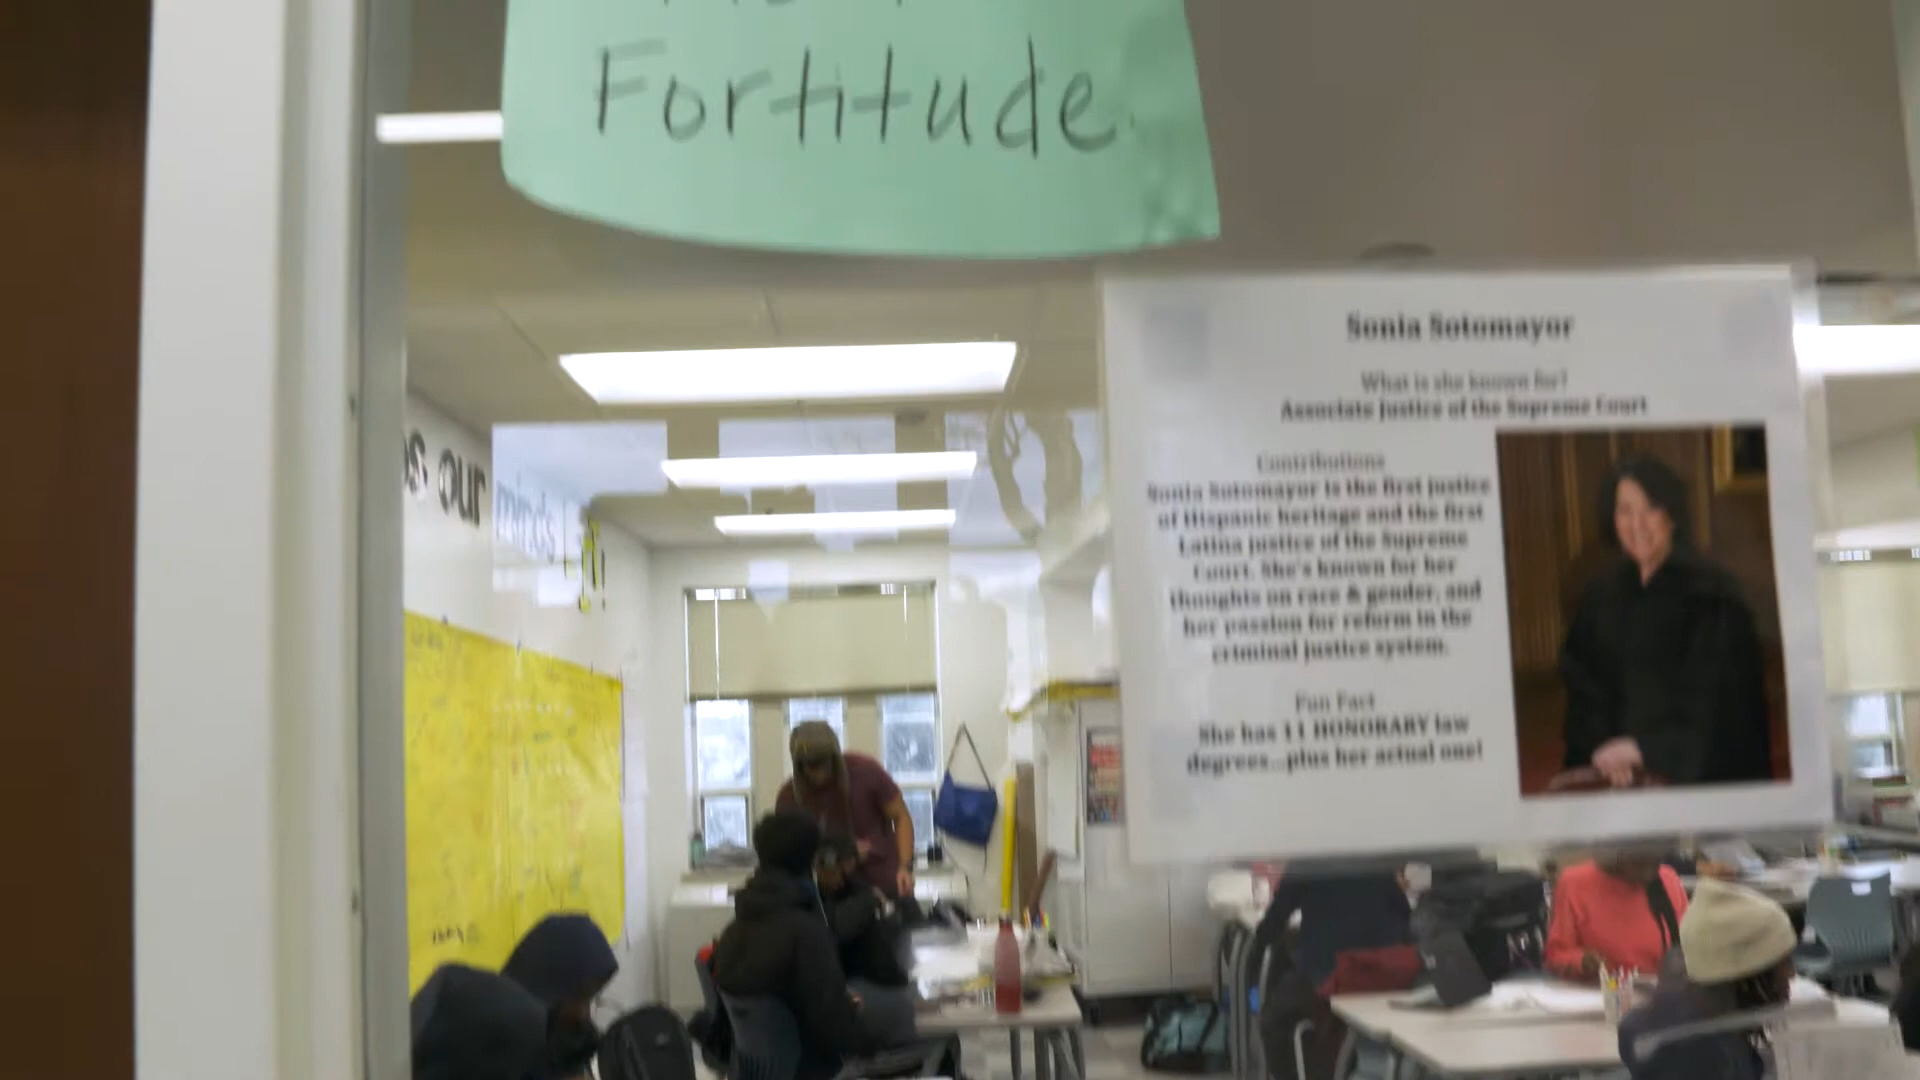 Fortitude
os our
minds
it!
Sonia Sotomayor
What is she known for?
Associate Justice of the Supreme Court
Contributions
Sonia Sotomayor is the first justice
of Hispanic heritage and the first
Latina justice of the Supreme
Court. She's known for her
thoughts on race & gender, and
her passion for reform in the
criminal justice system.
Fun Fact
She has 11 HONORARY law
degrees...plus her actual one!